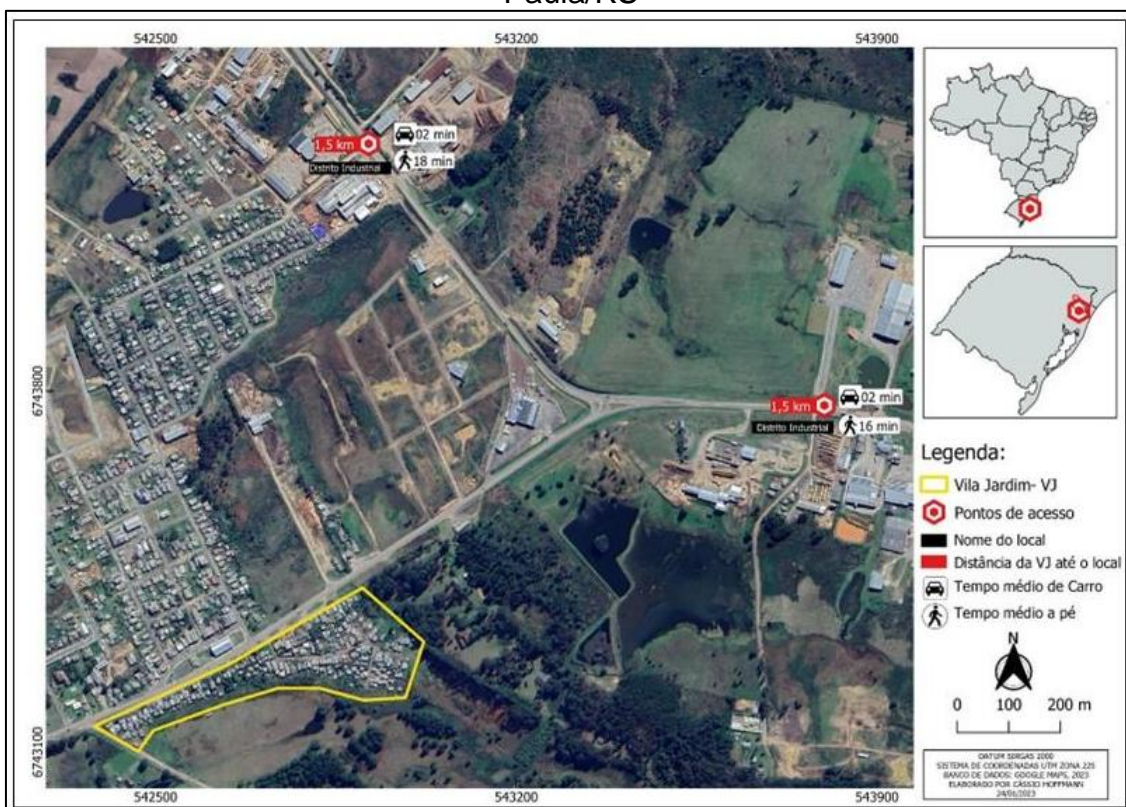 Paula/RS
542500
543200
543900
1,5 km
02 min
18 min
Distrito Industrial
6743800
1,5 km
02 min
Distrito Industrial
16 min
6743100
542500
543200
543900
Legenda:
Vila Jardim- VJ
Pontos de acesso
Nome do local
Distância da VJ até o local
Tempo médio de Carro
Tempo médio a pé
N
0 100 200 m
DATUM SIRGAS 2000
SISTEMA DE COORDENADAS UTM ZONA 22S
BANCO DE DADOS: GOOGLE MAPS, 2023
ELABORADO POR CÁSSIO HOFFMANN